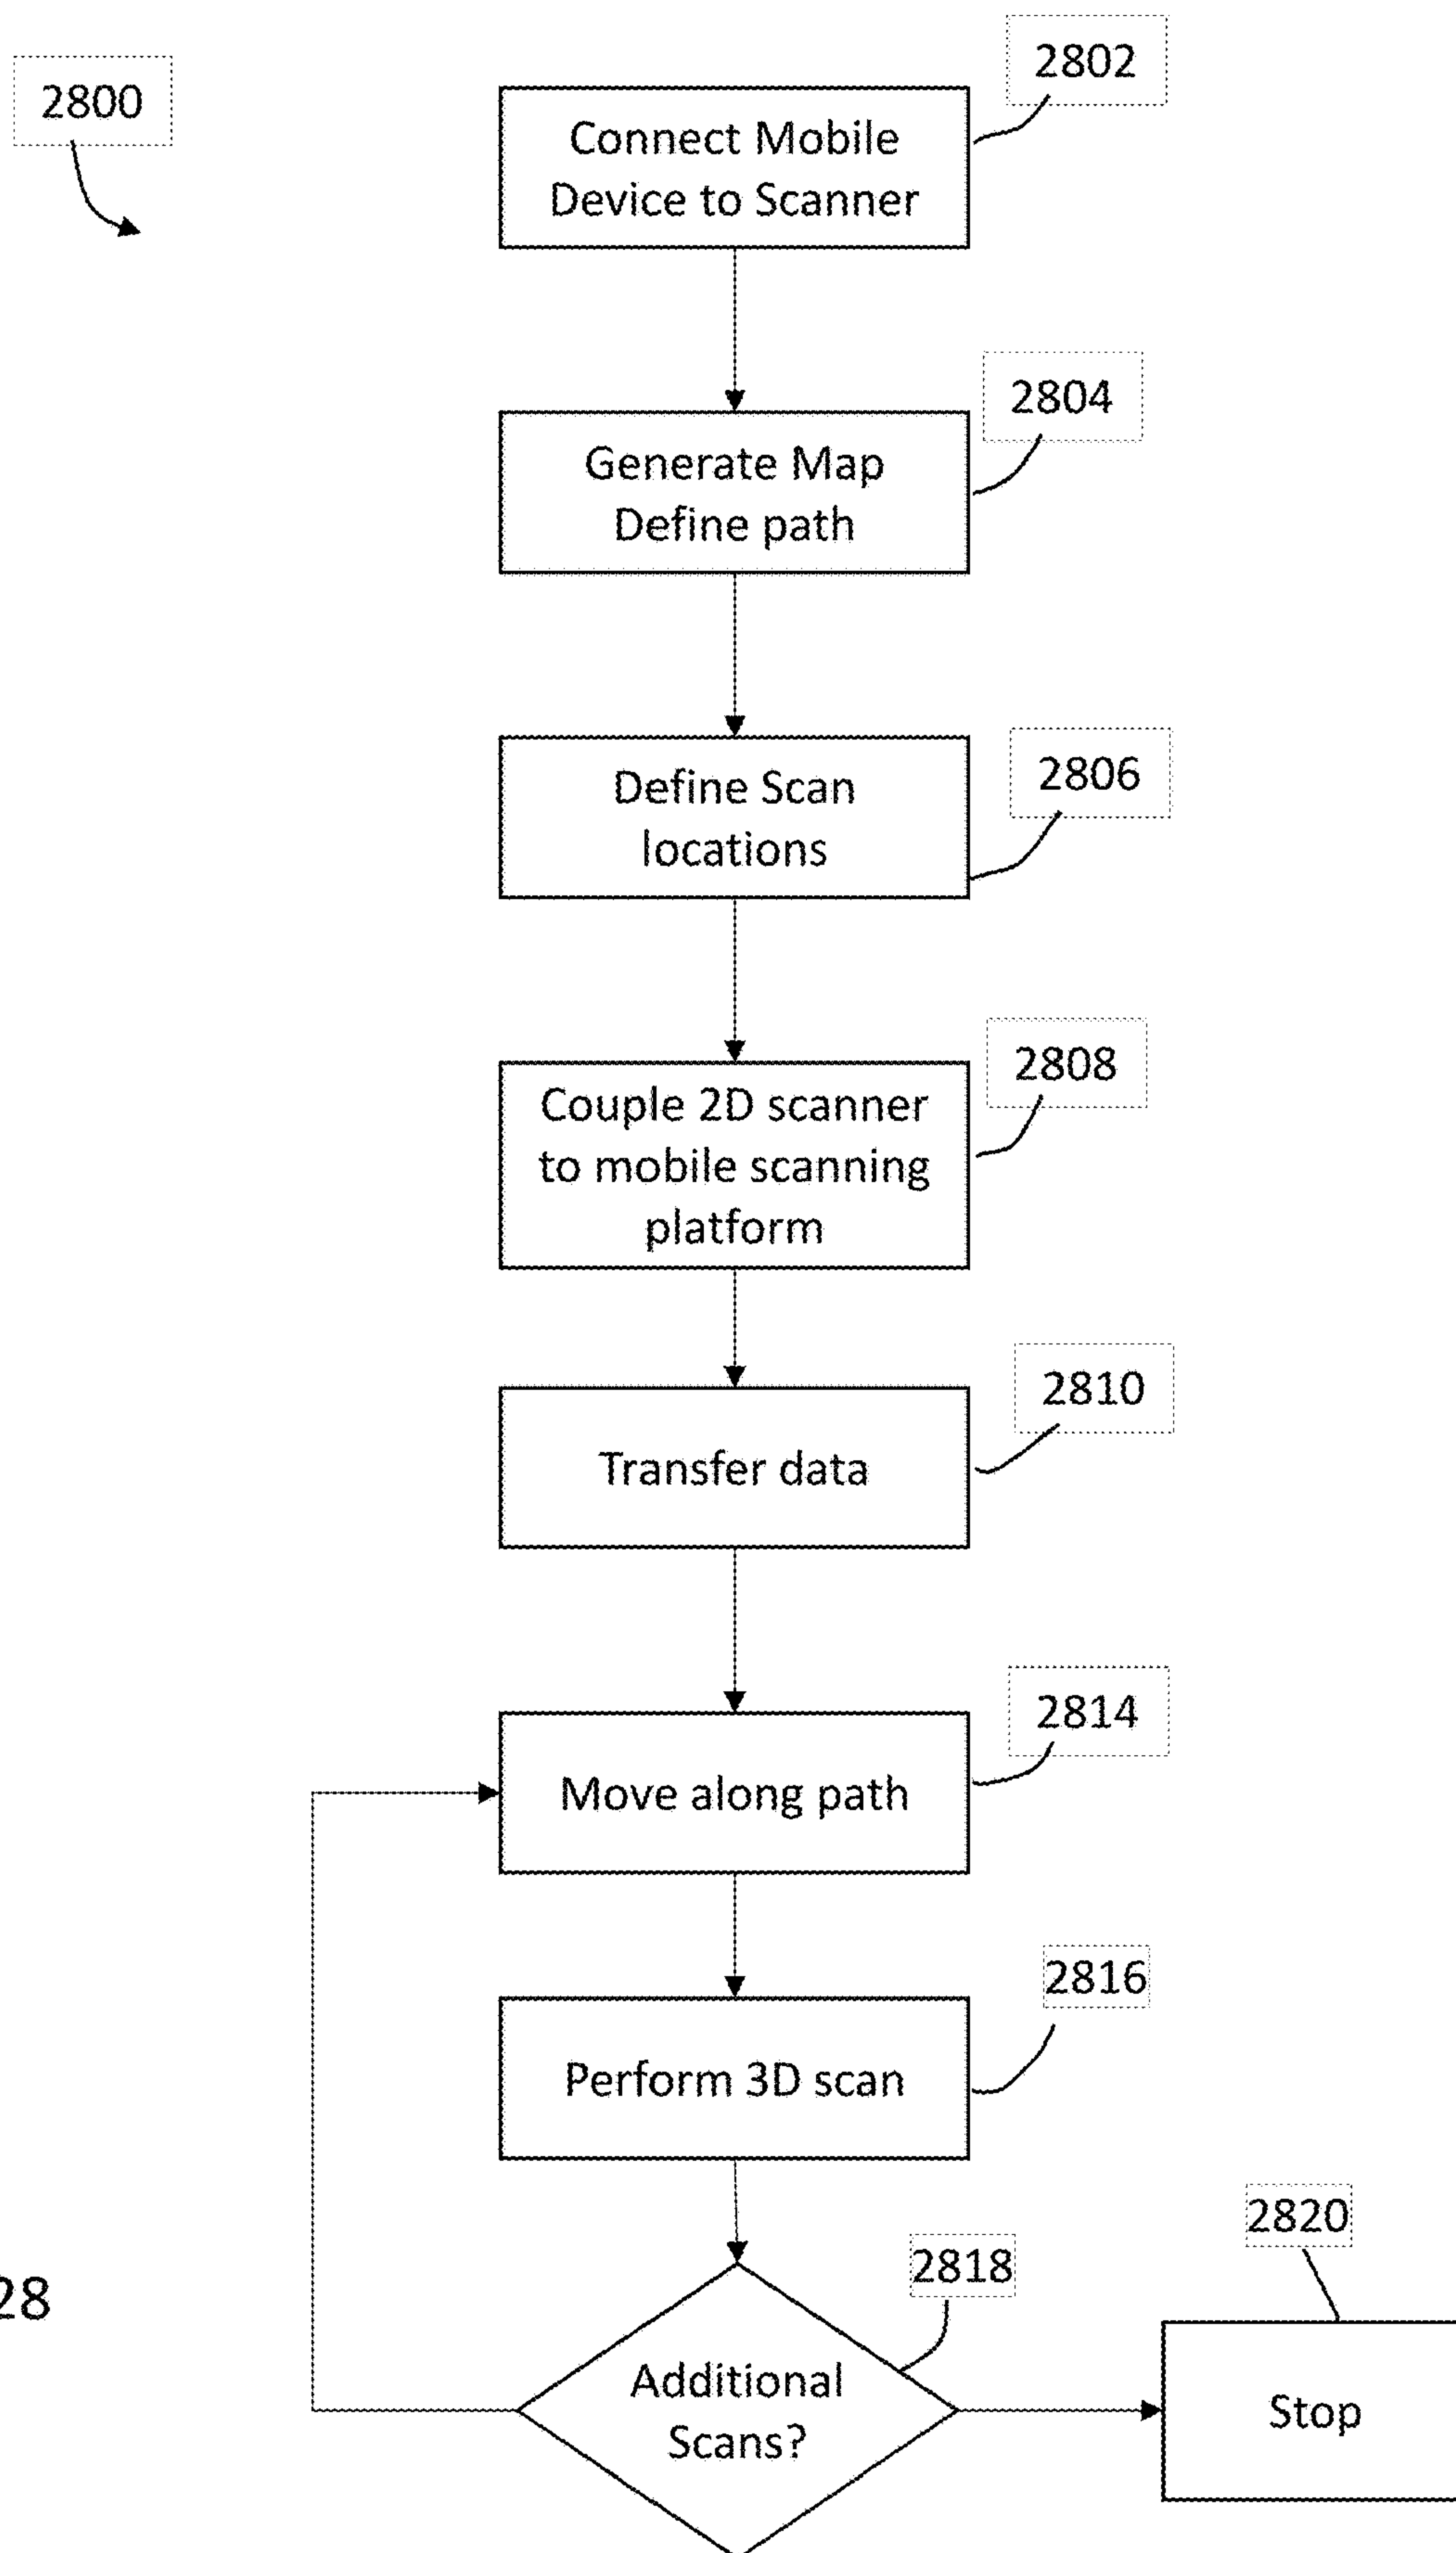 2800
2802
Connect Mobile
Device to Scanner
2804
Generate Map
Define path
2806
Define Scan
locations
2808
Couple 2D scanner
to mobile scanning
platform
2810
Transfer data
2814
Move along path
2816
Perform 3D scan
2818
2820
28
Additional
Scans?
Stop